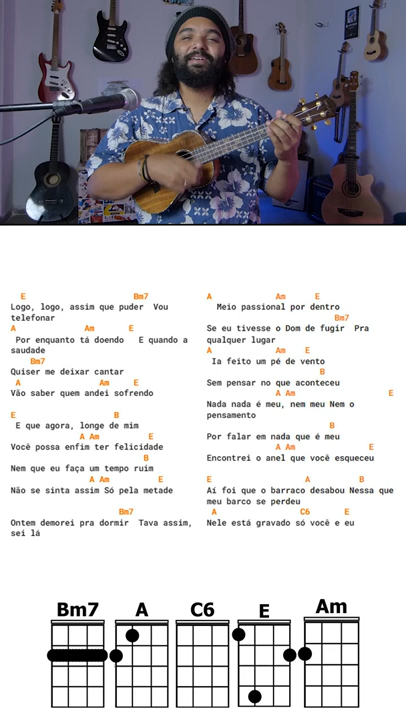 E Bm7
Logo, logo, assim que puder Vou
telefonar
A Am E
Por enquanto tá doendo E quando a
saudade
Bm7
Quiser me deixar cantar
A Am E
Vão saber quem andei sofrendo
E B
E que agora, longe de mim
A Am E
Você possa enfim ter felicidade
B
Nem que eu faça um tempo ruim
A Am E
Não se sinta assim Só pela metade
Bm7
Ontem demorei pra dormir Tava assim,
sei lá
A Am E
Meio passional por dentro
Bm7
Se eu tivesse o Dom de fugir Pra
qualquer lugar
A Am E
Ia feito um pé de vento
B
Sem pensar no que aconteceu
A Am E
Nada nada é meu, nem meu Nem o
pensamento
B
Por falar em nada que é meu
A Am E
Encontrei o anel que você esqueceu
E A B
Aí foi que o barraco desabou Nessa que
meu barco se perdeu
A C6 E
Nele está gravado só você e eu
Bm7 A C6 E Am